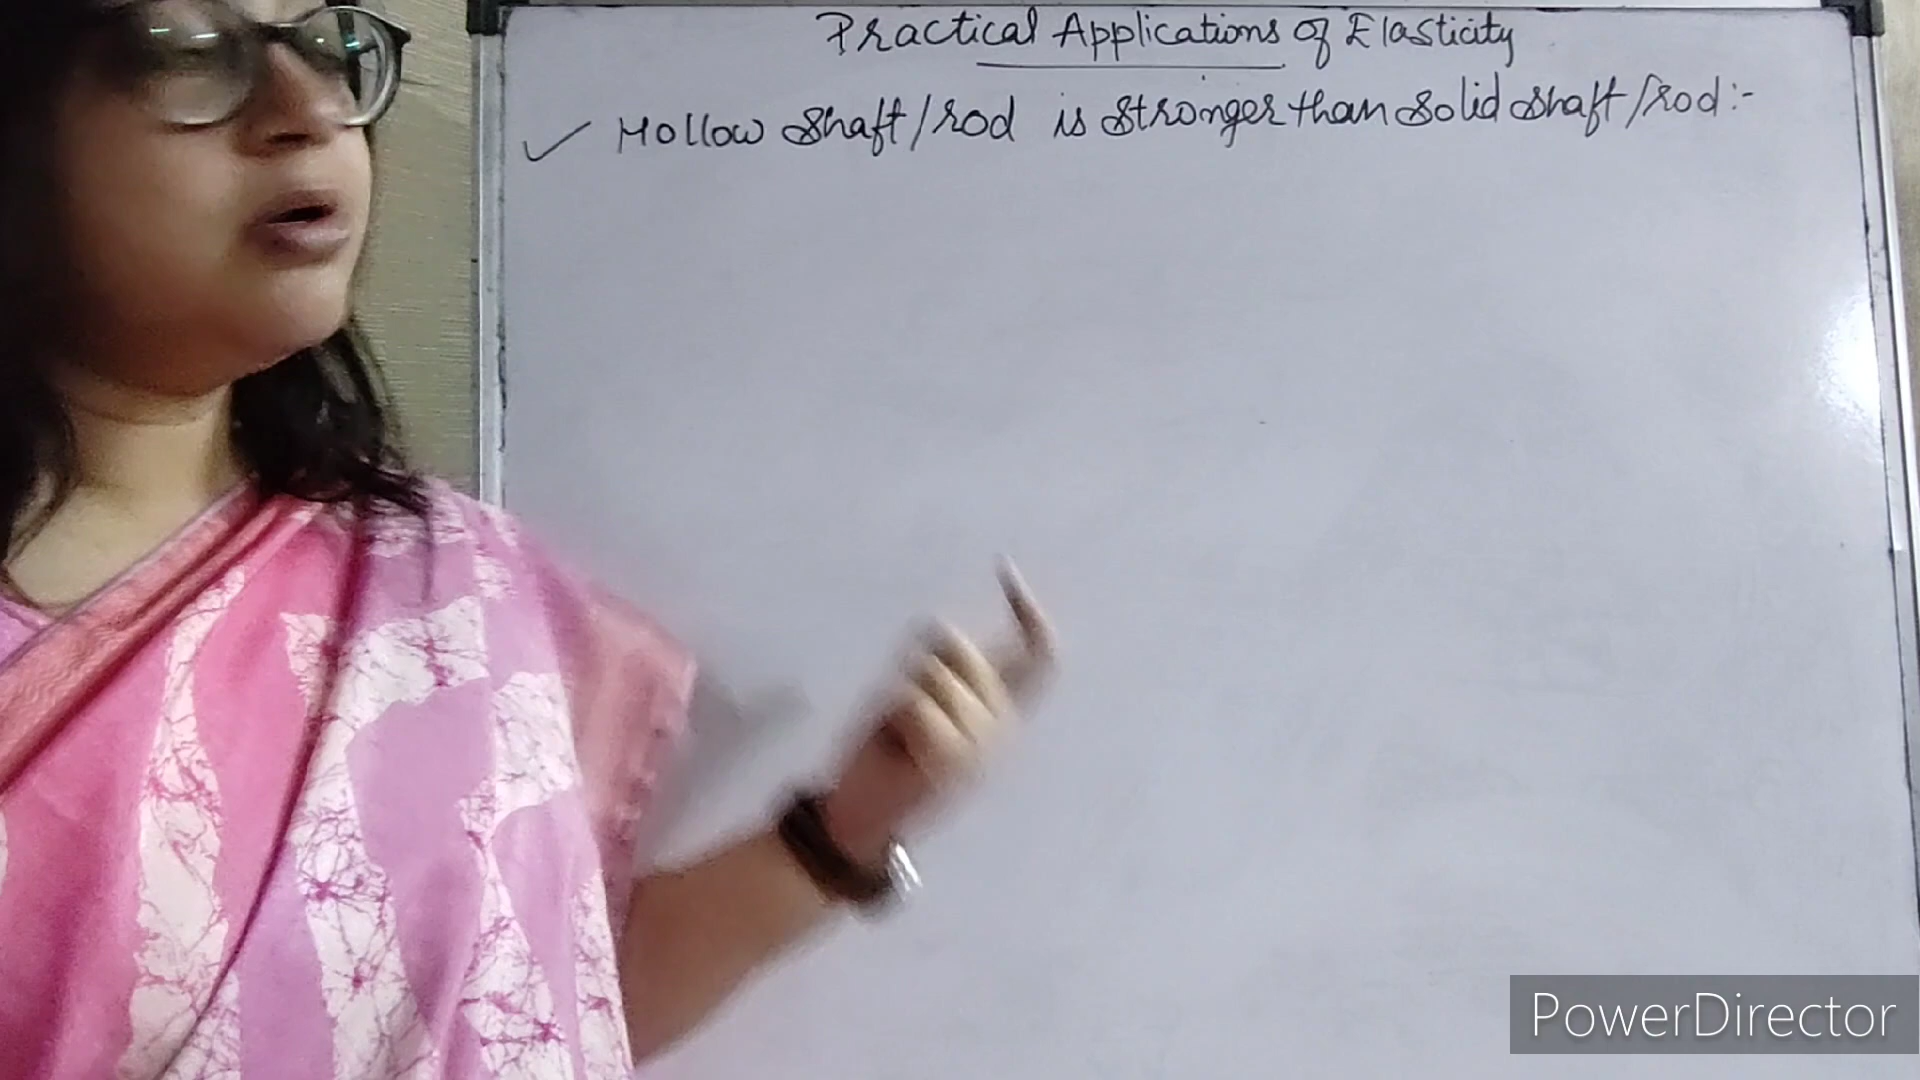 Practical Applications of Elasticity
✓ Hollow shaft/rod is stronger than solid shaft/rod:-
PowerDirector